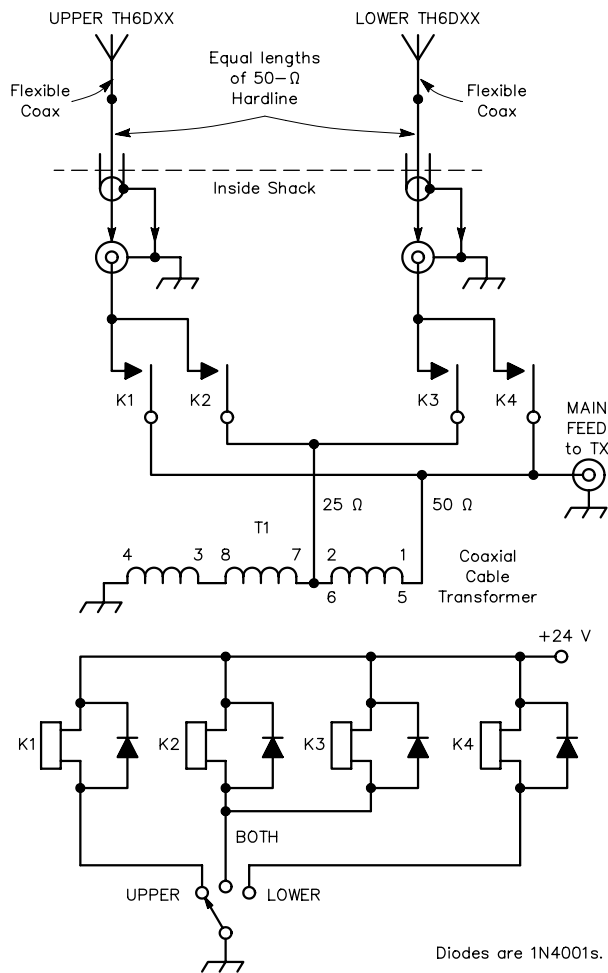 UPPER TH6DXX
LOWER TH6DXX
Equal lengths
of 50-Ω
Hardline
Flexible
Coax
Flexible
Coax
Inside Shack
K1
K2
K3
K4
MAIN
FEED
to TX
25 Ω
50 Ω
T1
4
3
8
7
2
1
6
5
Coaxial
Cable
Transformer
+24 V
K1
K2
K3
K4
BOTH
UPPER
LOWER
Diodes are 1N4001s.